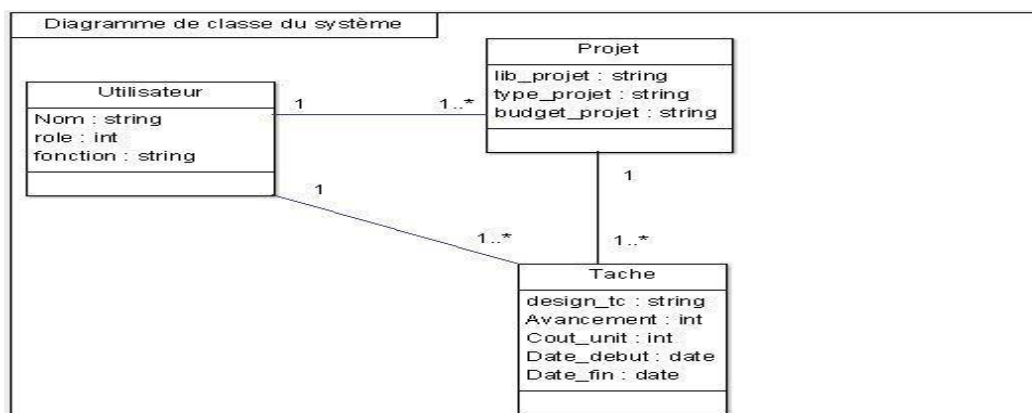 Diagramme de classe du système
Projet
lib_projet : string
type_projet : string
budget_projet : string
Utilisateur
Nom : string
role : int
fonction : string
1
1..*
1
1
1..*
1..*
Tache
design_tc : string
Avancement : int
Cout_unit : int
Date_debut : date
Date_fin : date